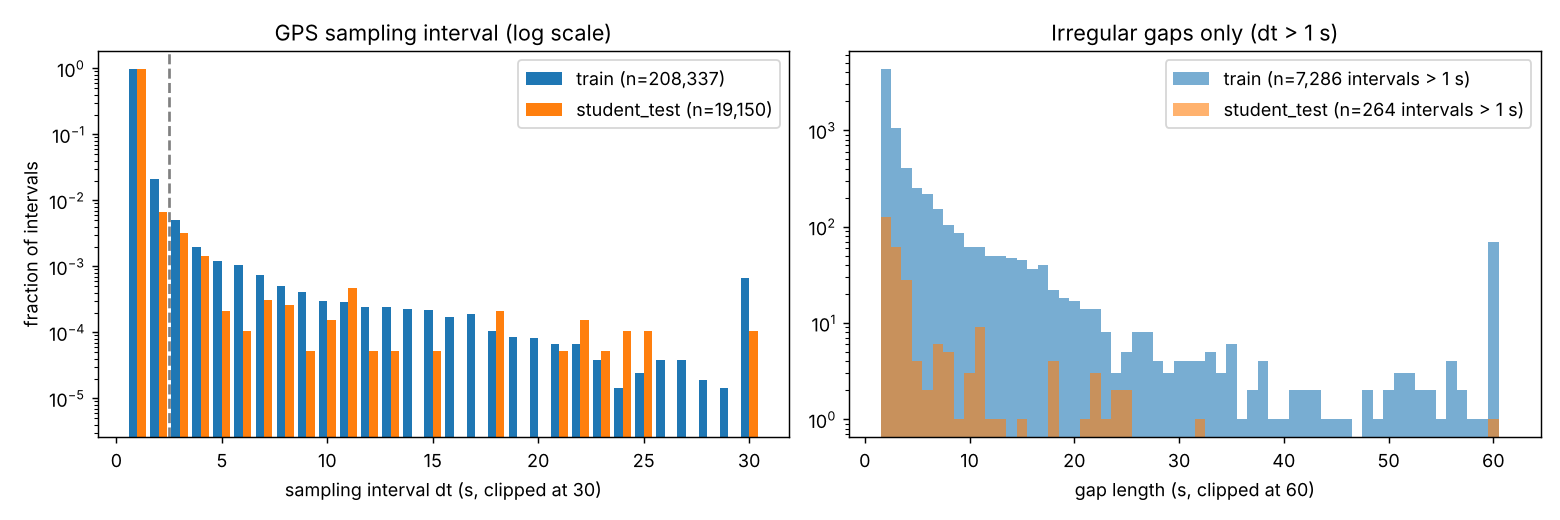 GPS sampling interval (log scale)
fraction of intervals
10⁰
10⁻¹
10⁻²
10⁻³
10⁻⁴
10⁻⁵
train (n=208,337)
student_test (n=19,150)
0 5 10 15 20 25 30
sampling interval dt (s, clipped at 30)
Irregular gaps only (dt > 1 s)
10³
10²
10¹
10⁰
train (n=7,286 intervals > 1 s)
student_test (n=264 intervals > 1 s)
0 10 20 30 40 50 60
gap length (s, clipped at 60)